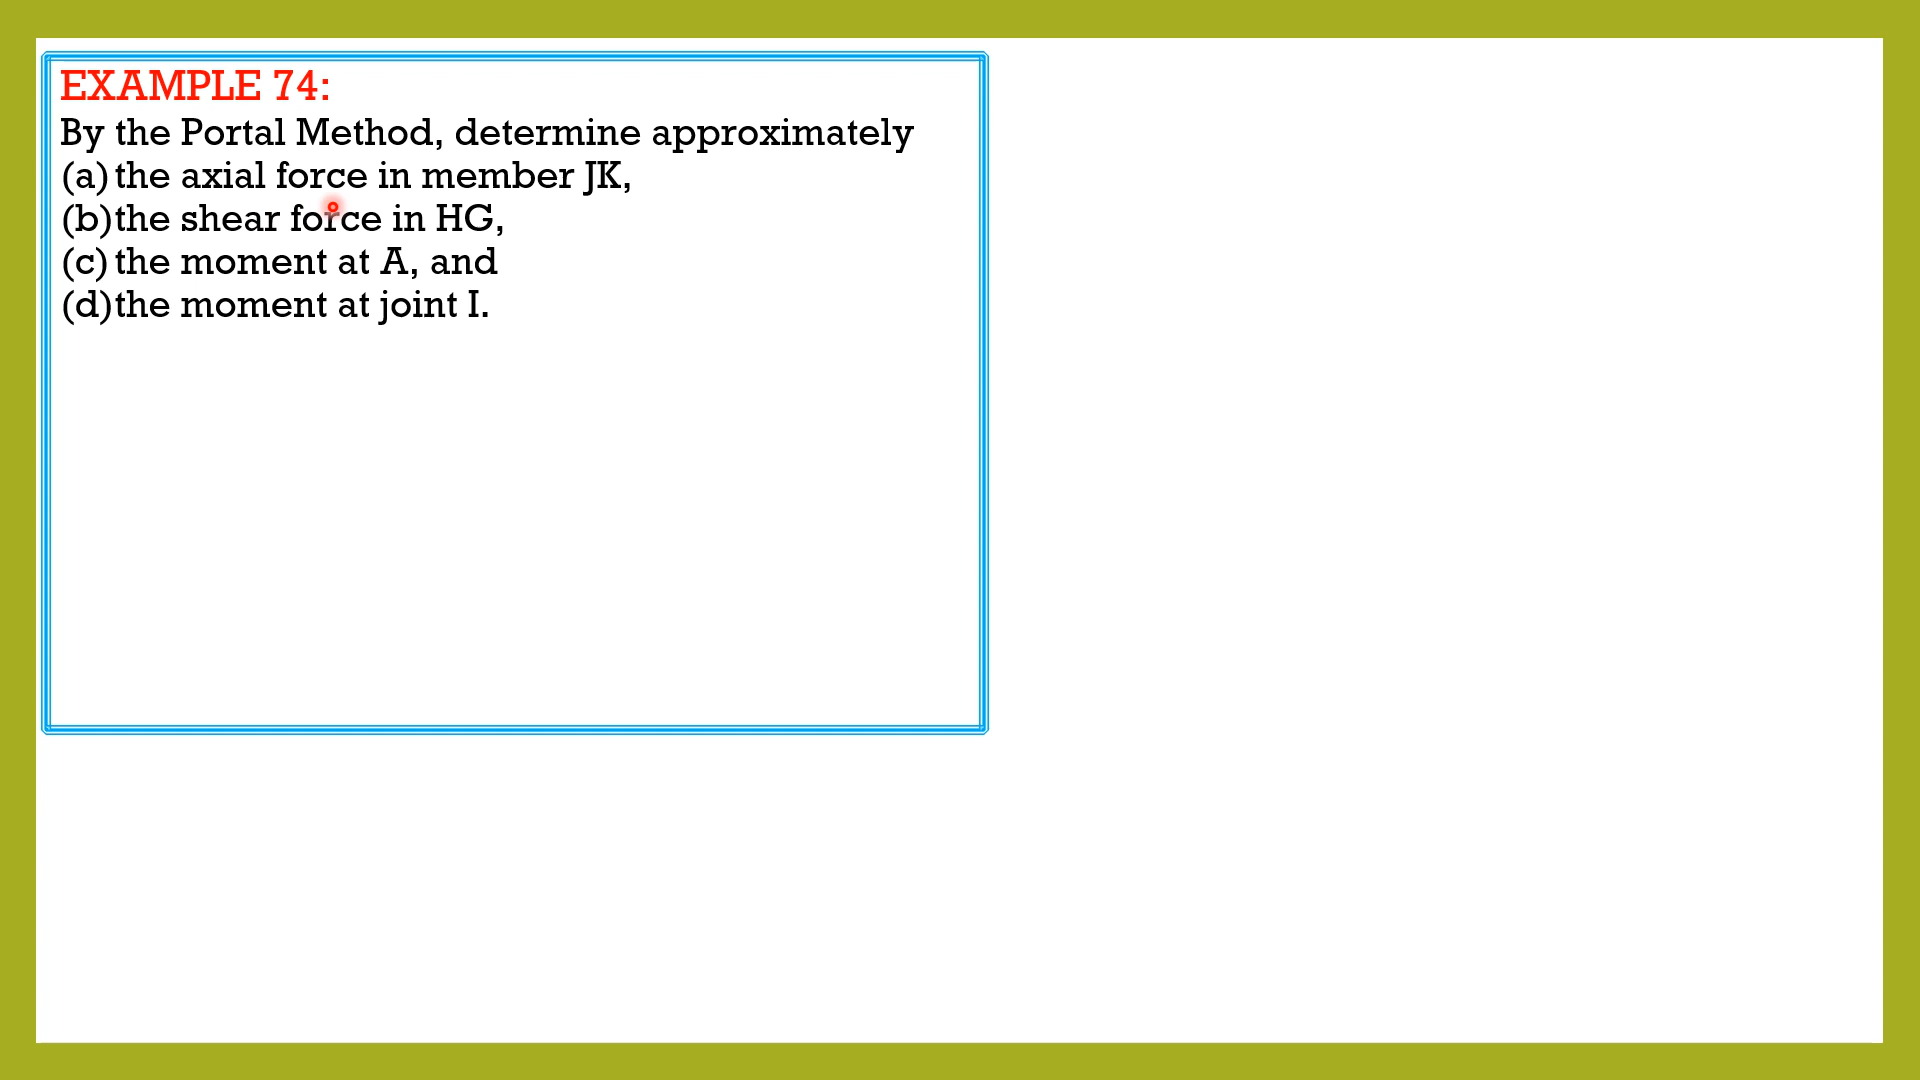 EXAMPLE 74:
By the Portal Method, determine approximately
(a) the axial force in member JK,
(b) the shear force in HG,
(c) the moment at A, and
(d) the moment at joint I.